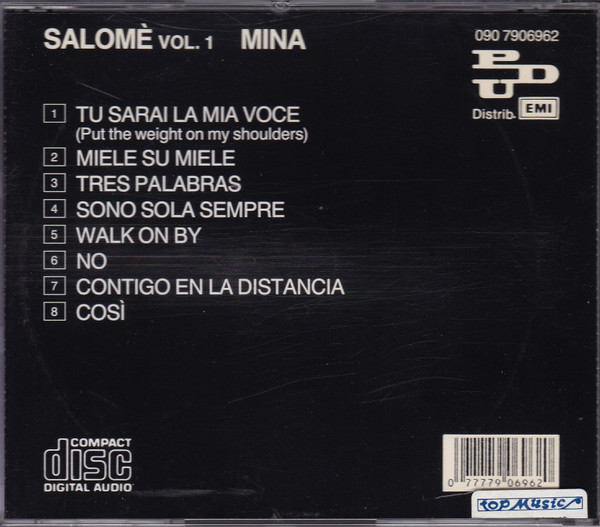 SALOMÈ VOL. 1 MINA
090 7906962
PDU
Distrib. EMI
1 TU SARAI LA MIA VOCE
(Put the weight on my shoulders)
2 MIELE SU MIELE
3 TRES PALABRAS
4 SONO SOLA SEMPRE
5 WALK ON BY
6 NO
7 CONTIGO EN LA DISTANCIA
8 COSÌ
COMPACT
disc
DIGITAL AUDIO
0 77779 06962
top Music